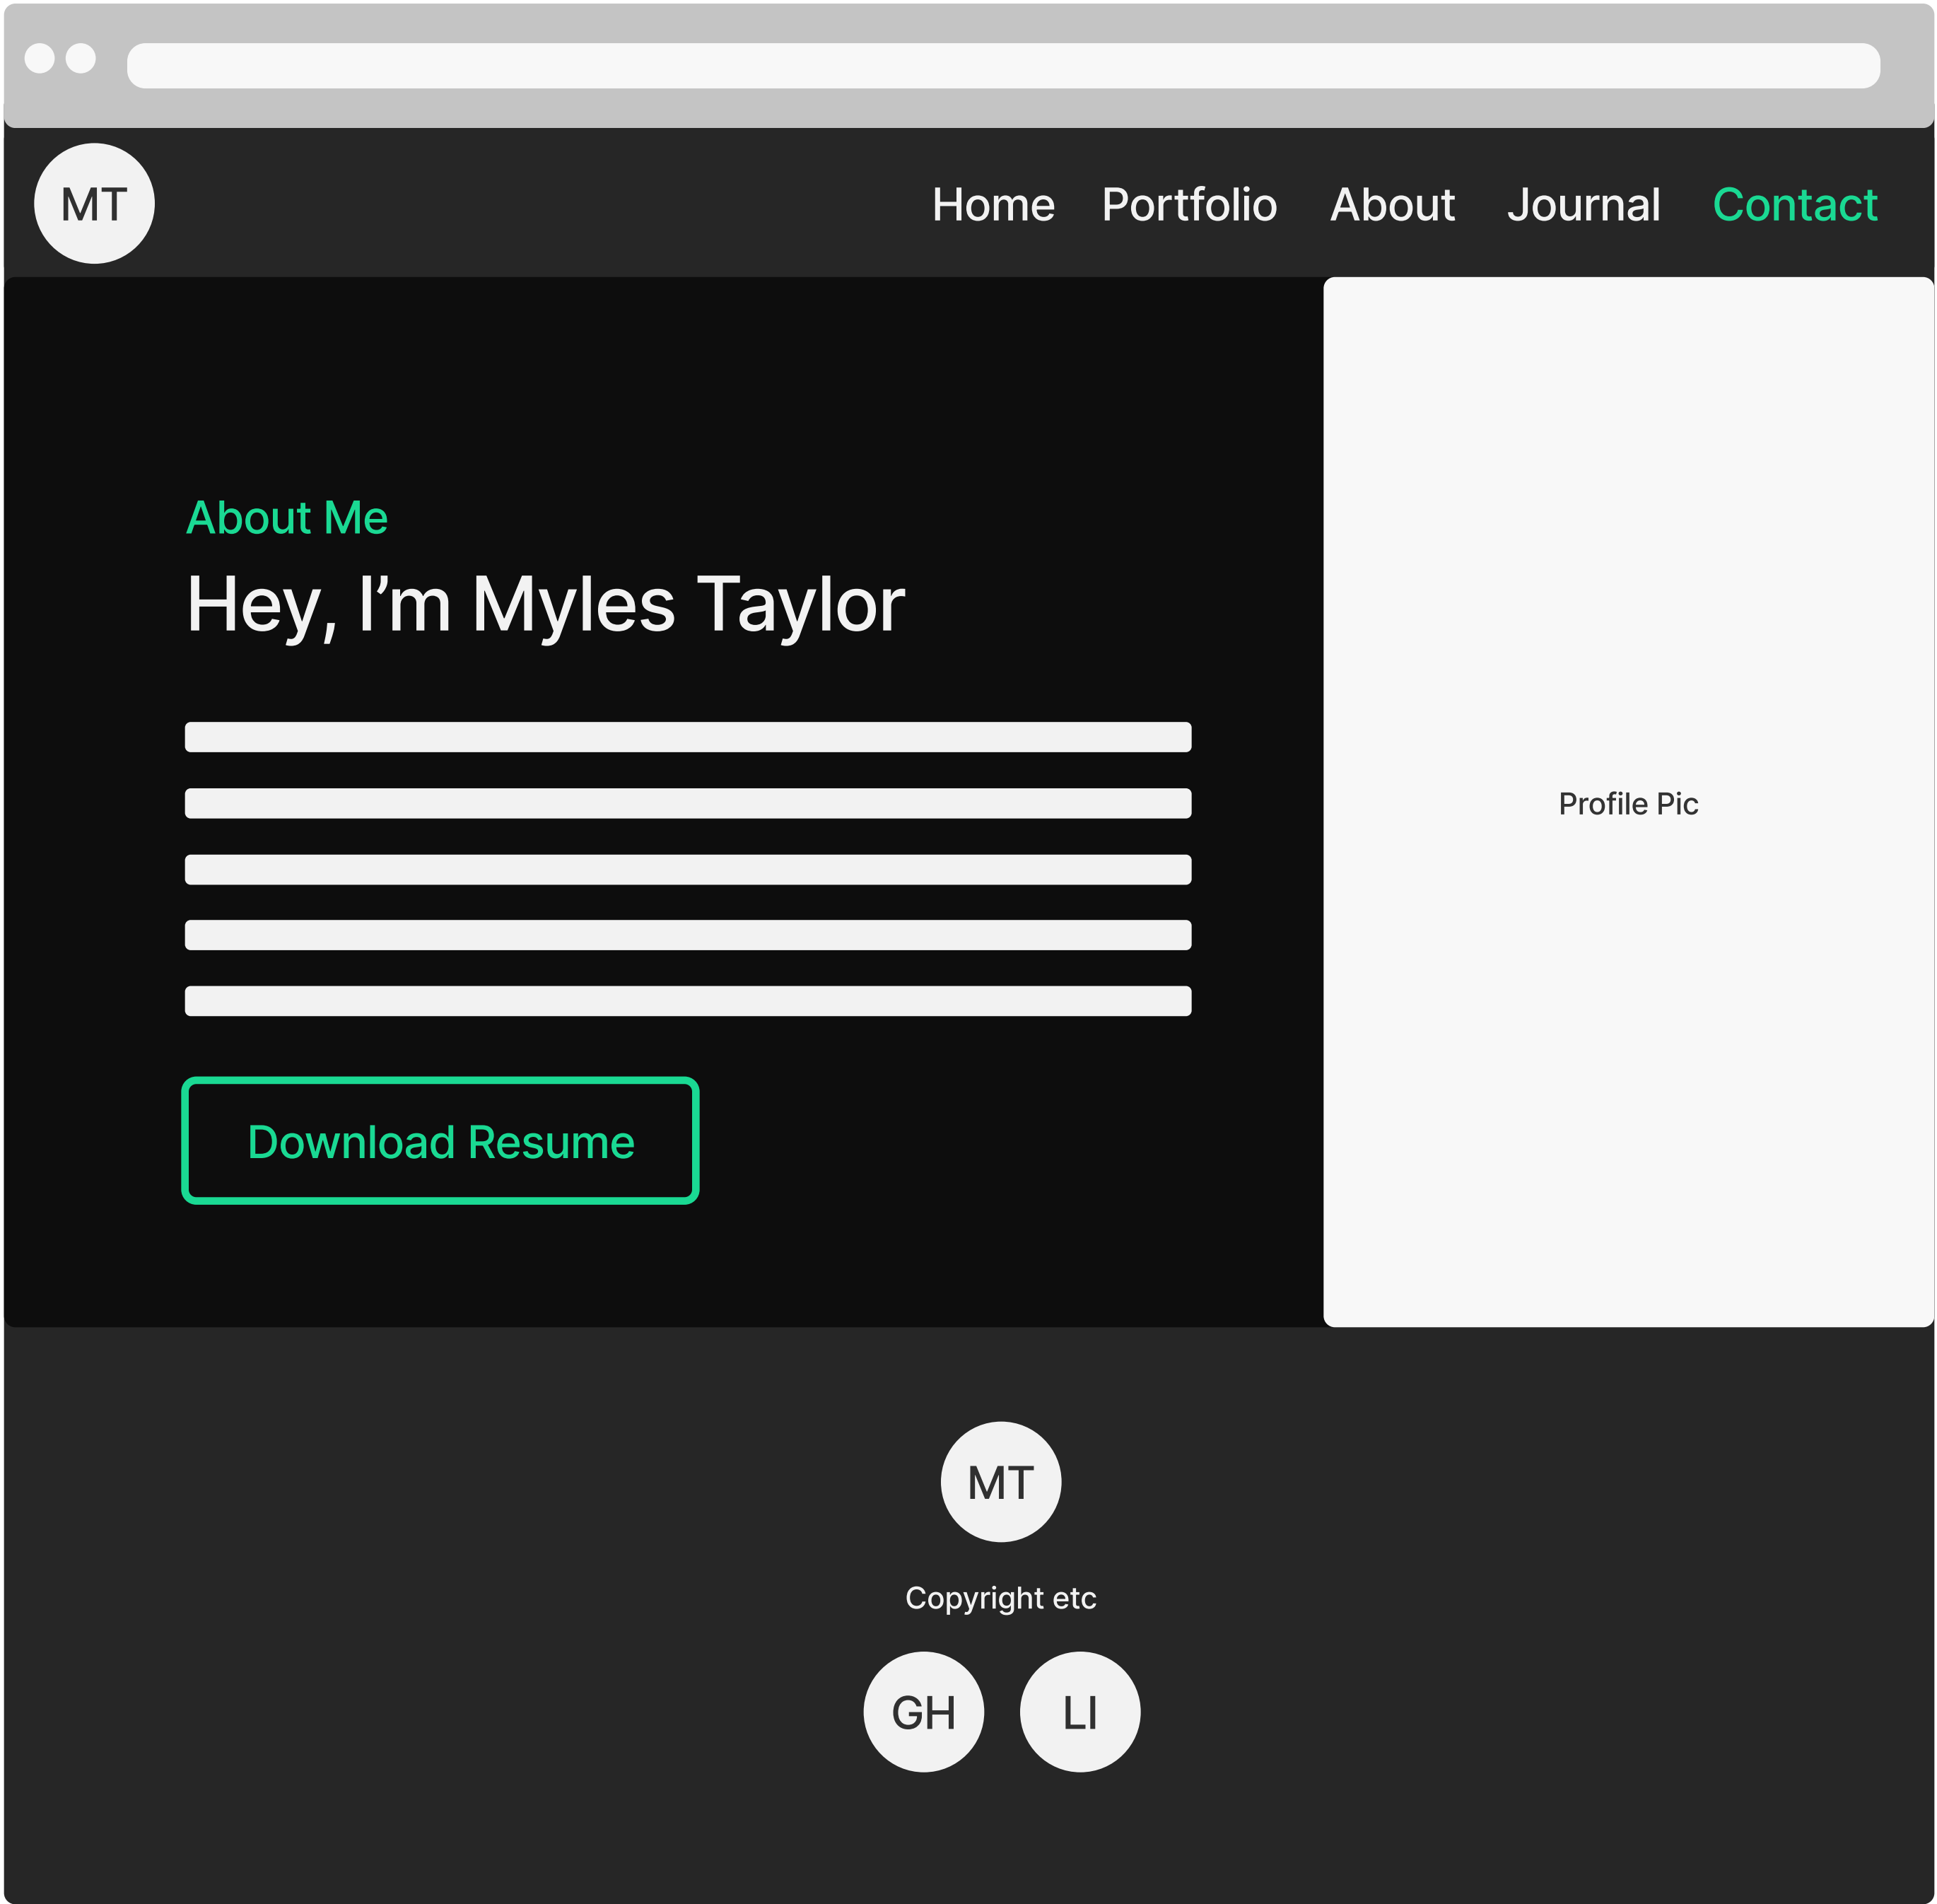 MT
Home Portfolio About Journal Contact
About Me
Hey, I’m Myles Taylor
Profile Pic
Download Resume
MT
Copyright etc
GH LI